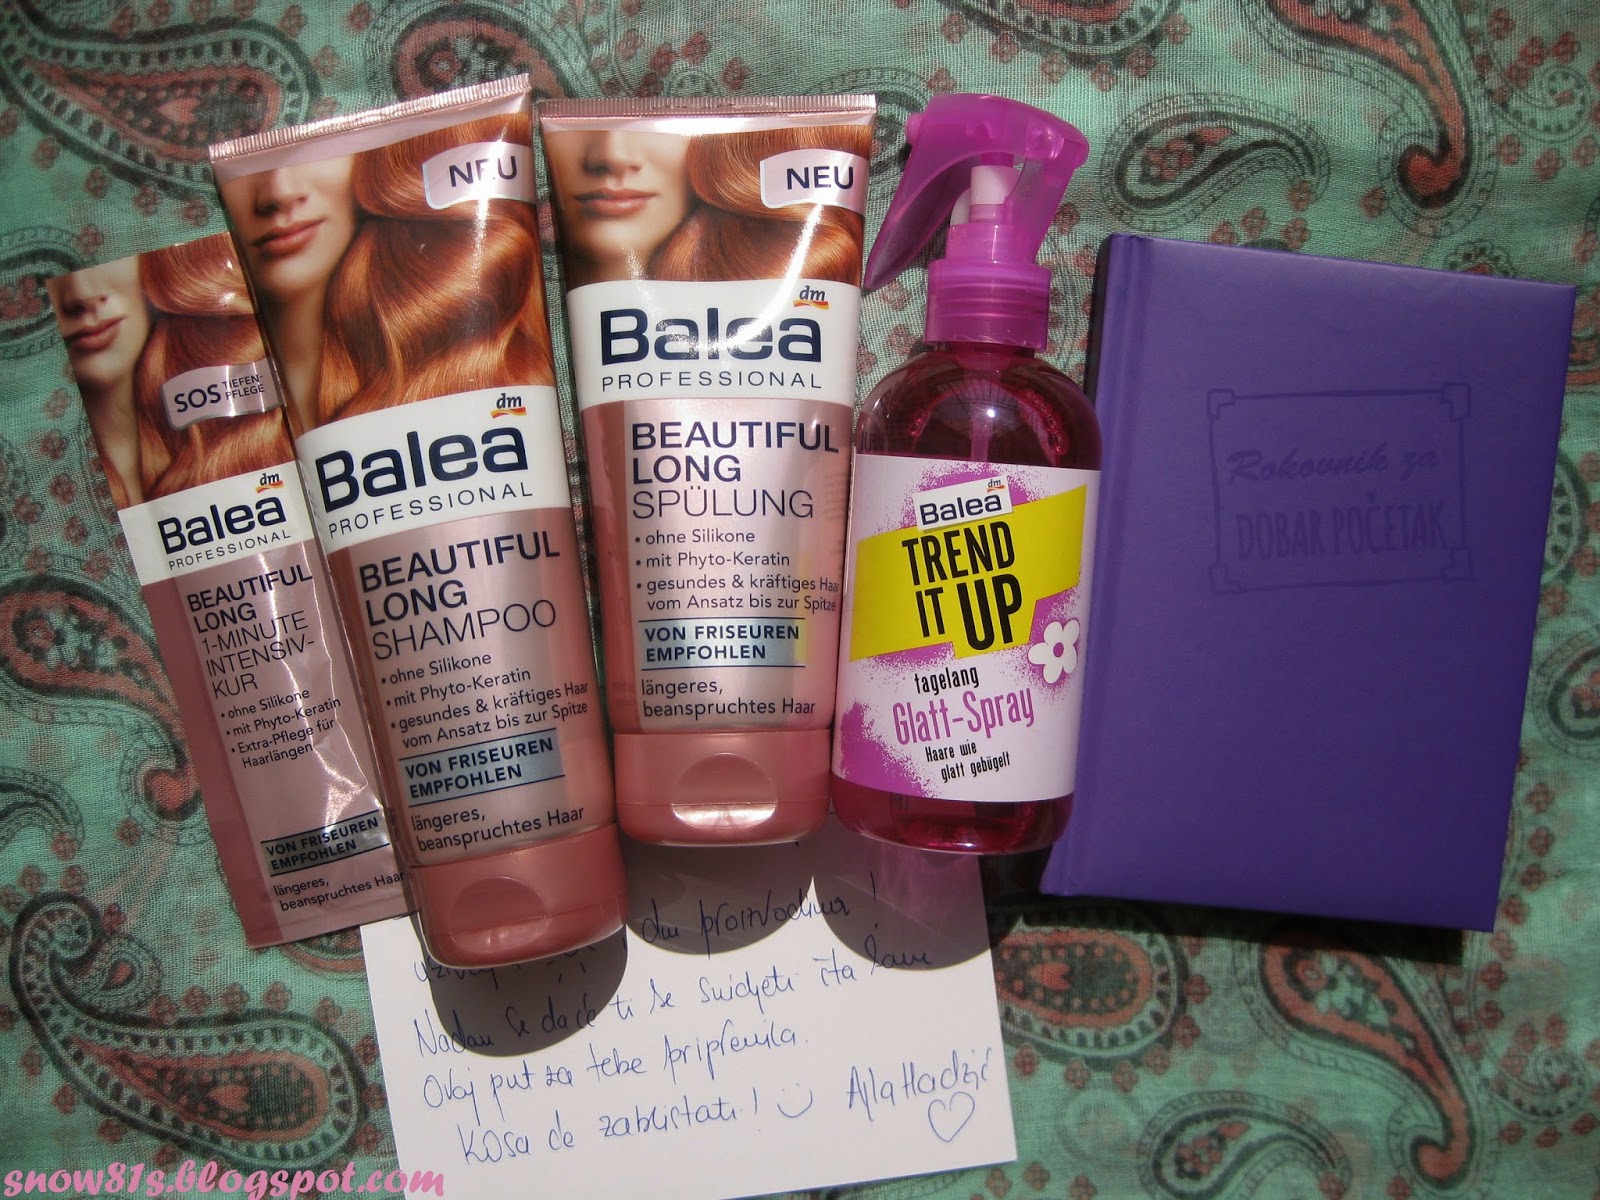 SOS TIEFEN-
PFLEGE
dm
Balea
PROFESSIONAL
BEAUTIFUL
LONG
1-MINUTE
INTENSIV-
KUR
• ohne Silikone
• mit Phyto-Keratin
• Extra-Pflege für
Haarlängen
VON FRISEUREN
EMPFOHLEN
längeres,
beanspruchtes Haar
NEU
dm
Balea
PROFESSIONAL
BEAUTIFUL
LONG
SHAMPOO
• ohne Silikone
• mit Phyto-Keratin
• gesundes & kräftiges Haar
vom Ansatz bis zur Spitze
VON FRISEUREN
EMPFOHLEN
längeres,
beanspruchtes Haar
NEU
dm
Balea
PROFESSIONAL
BEAUTIFUL
LONG
SPÜLUNG
• ohne Silikone
• mit Phyto-Keratin
• gesundes & kräftiges Haar
vom Ansatz bis zur Spitze
VON FRISEUREN
EMPFOHLEN
längeres,
beanspruchtes Haar
dm
Balea
TREND
IT UP
tagelang
Glatt-Spray
Haare wie
glatt gebügelt
Rokovnik za
DOBAR POČETAK
dm proizvodima!
Nadam se da će ti se svidjeti šta sam
Ovaj put za tebe pripremila.
Kosa će zablistati! Ajla Hadžić
snow81s.blogspot.com